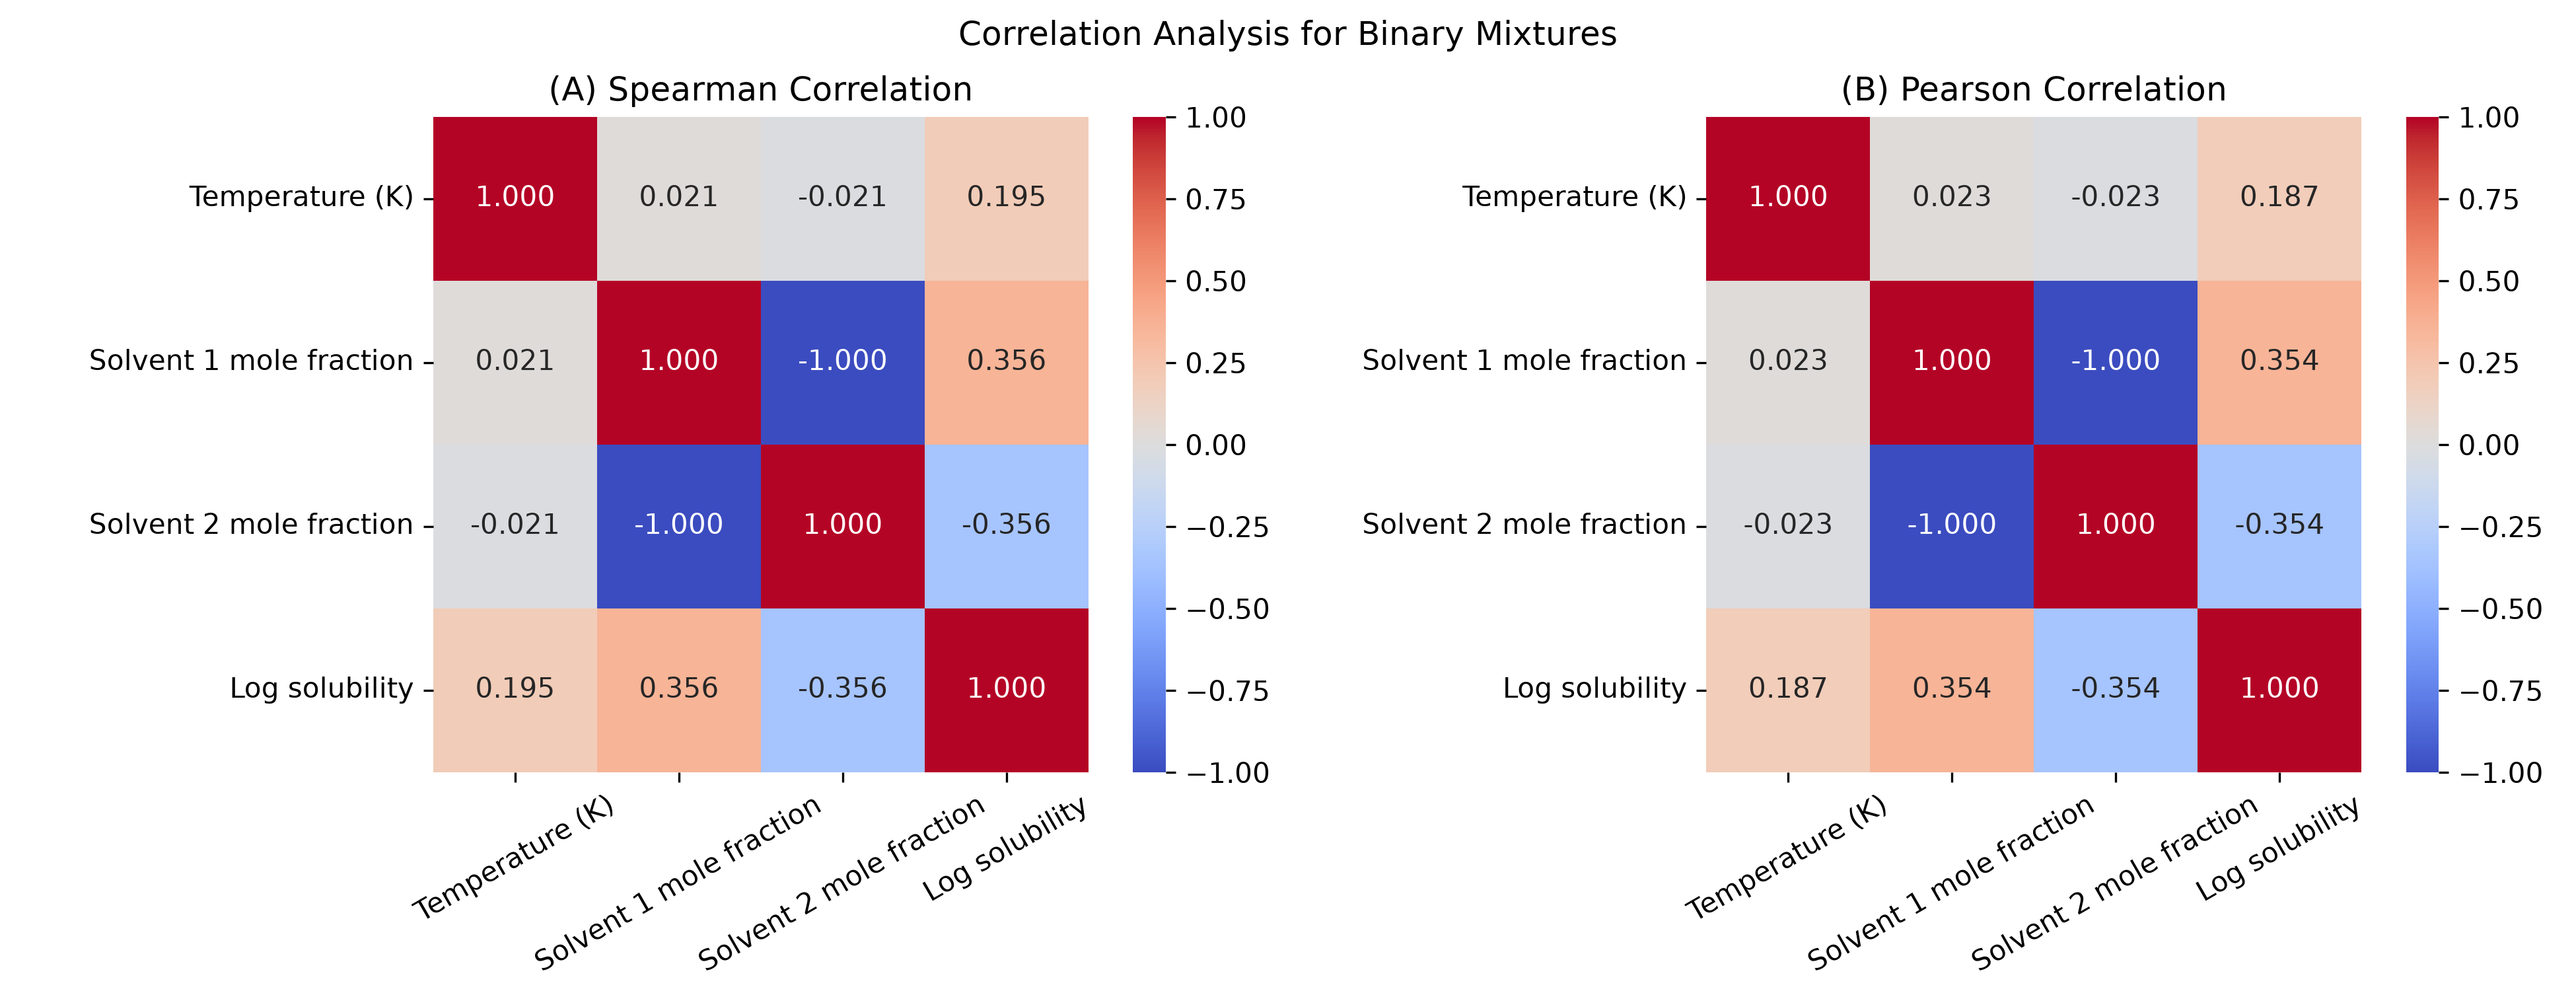 Correlation Analysis for Binary Mixtures
(A) Spearman Correlation
Temperature (K) 1.000 0.021 -0.021 0.195
Solvent 1 mole fraction 0.021 1.000 -1.000 0.356
Solvent 2 mole fraction -0.021 -1.000 1.000 -0.356
Log solubility 0.195 0.356 -0.356 1.000
Temperature (K)
Solvent 1 mole fraction
Solvent 2 mole fraction
Log solubility
1.00
0.75
0.50
0.25
0.00
−0.25
−0.50
−0.75
−1.00
(B) Pearson Correlation
Temperature (K) 1.000 0.023 -0.023 0.187
Solvent 1 mole fraction 0.023 1.000 -1.000 0.354
Solvent 2 mole fraction -0.023 -1.000 1.000 -0.354
Log solubility 0.187 0.354 -0.354 1.000
Temperature (K)
Solvent 1 mole fraction
Solvent 2 mole fraction
Log solubility
1.00
0.75
0.50
0.25
0.00
−0.25
−0.50
−0.75
−1.00